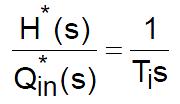 H*(s) / Q*in(s) = 1 / Tis